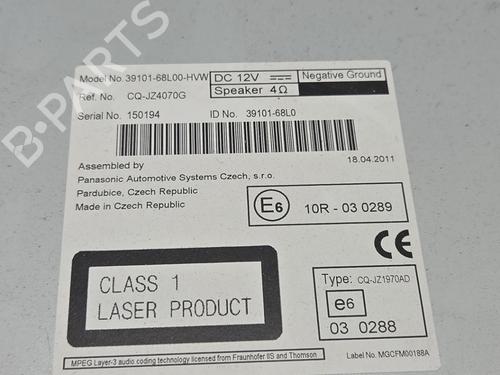 B-PARTS
Model No. 39101-68L00-HVW
DC 12V
Negative Ground
Ref. No. CQ-JZ4070G
Speaker 4Ω
Serial No. 150194
ID No. 39101-68L0
Assembled by
18.04.2011
Panasonic Automotive Systems Czech, s.r.o.
Pardubice, Czech Republic
Made in Czech Republic
E6
10R - 03 0289
CE
CLASS 1
LASER PRODUCT
Type: CQ-JZ1970AD
e6
03 0288
MPEG Layer-3 audio coding technology licensed from Fraunhofer IIS and Thomson
Label No. MGCFM00188A